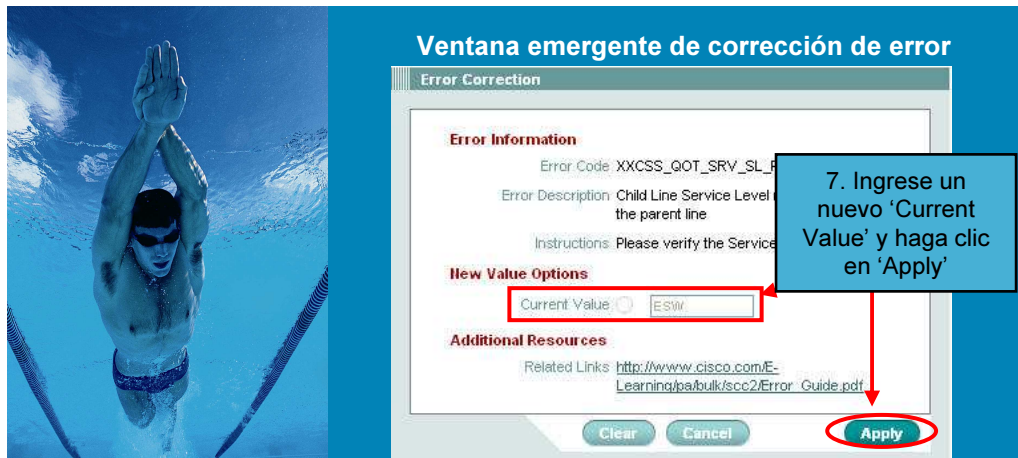 Ventana emergente de corrección de error
Error Correction
Error Information
Error Code XXCSS_QOT_SRV_SL_
Error Description Child Line Service Level
the parent line
Instructions Please verify the Service
7. Ingrese un
nuevo ‘Current
Value’ y haga clic
en ‘Apply’
New Value Options
Current Value ESW
Additional Resources
Related Links http://www.cisco.com/E-
Learning/pa/bulk/scc2/Error_Guide.pdf
Clear Cancel Apply